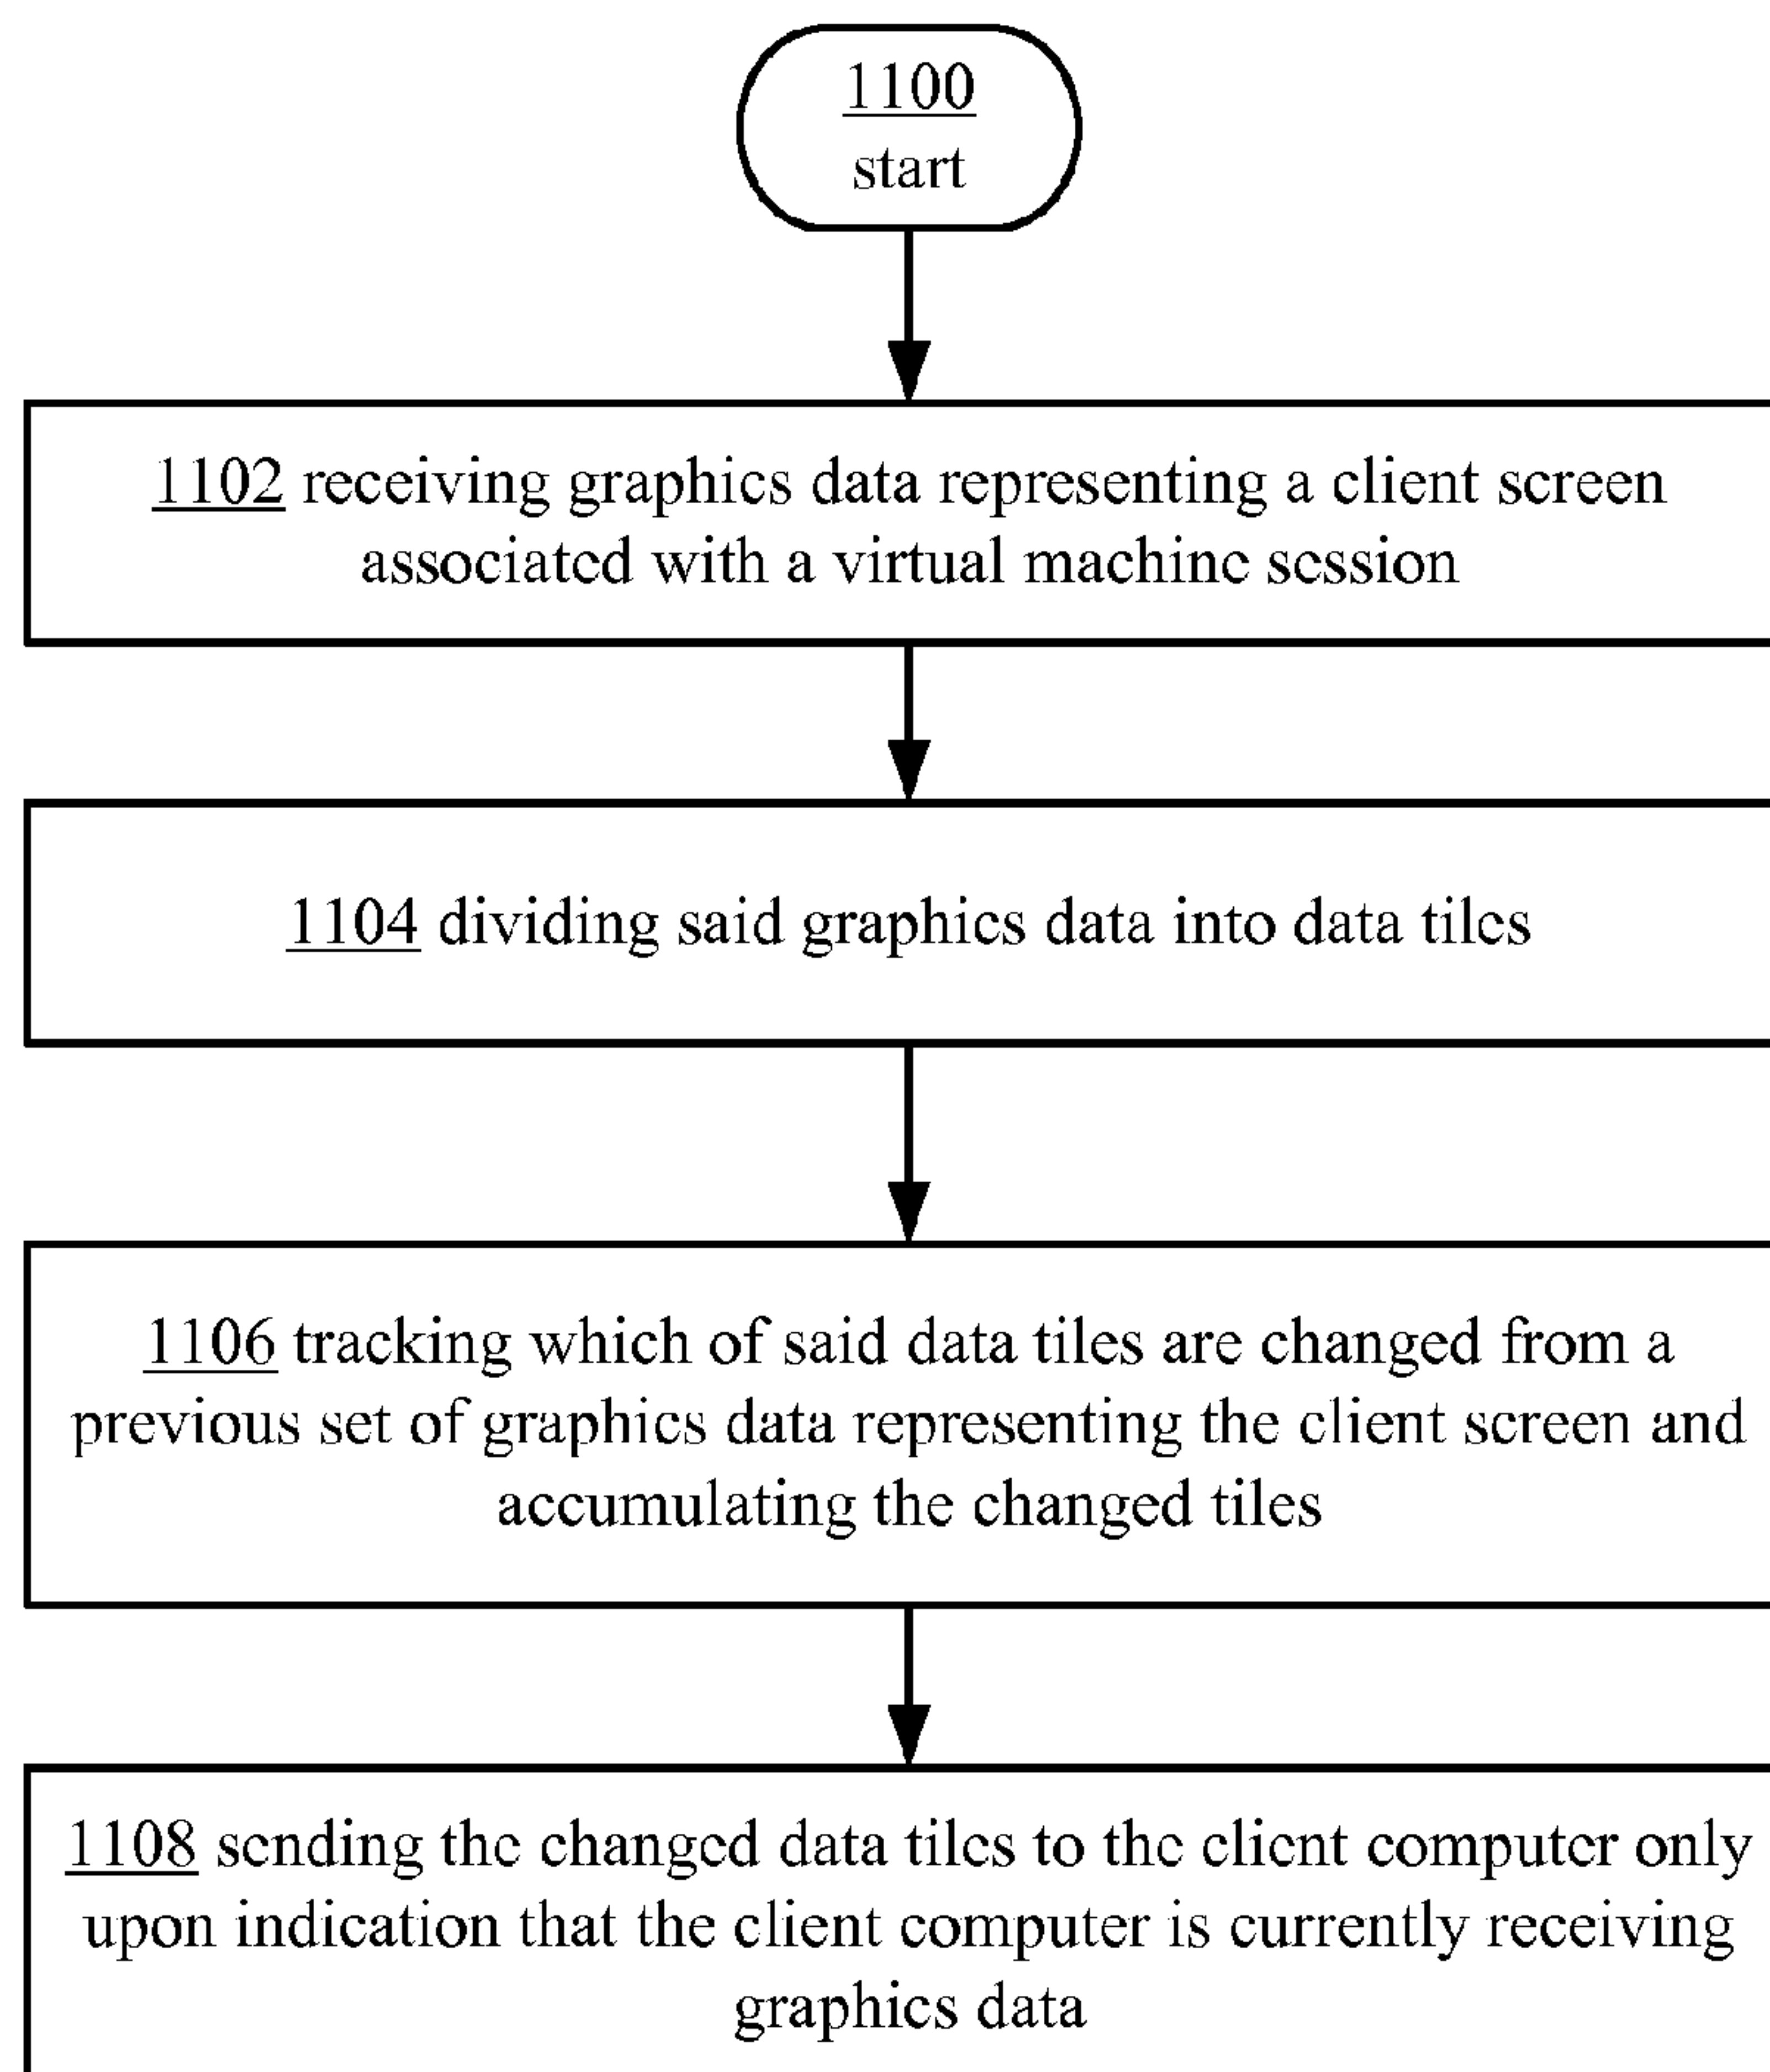 1100
start
1102 receiving graphics data representing a client screen
associated with a virtual machine session
1104 dividing said graphics data into data tiles
1106 tracking which of said data tiles are changed from a
previous set of graphics data representing the client screen and
accumulating the changed tiles
1108 sending the changed data tiles to the client computer only
upon indication that the client computer is currently receiving
graphics data